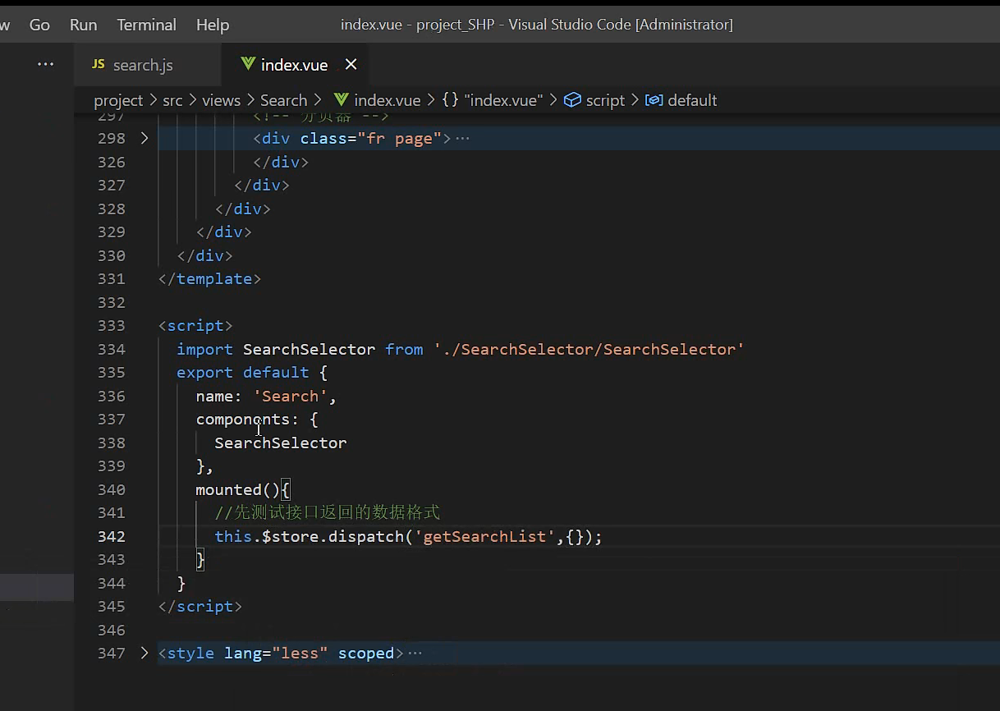 w Go Run Terminal Help index.vue - project_SHP - Visual Studio Code [Administrator]
··· JS search.js index.vue ×
project > src > views > Search > index.vue > {} "index.vue" > script > default
297 <!-- 分页器 -->
298 > <div class="fr page">···
326 </div>
327 </div>
328 </div>
329 </div>
330 </div>
331 </template>
332
333 <script>
334 import SearchSelector from './SearchSelector/SearchSelector'
335 export default {
336 name: 'Search',
337 components: {
338 SearchSelector
339 },
340 mounted(){
341 //先测试接口返回的数据格式
342 this.$store.dispatch('getSearchList',{});
343 }
344 }
345 </script>
346
347 > <style lang="less" scoped>···